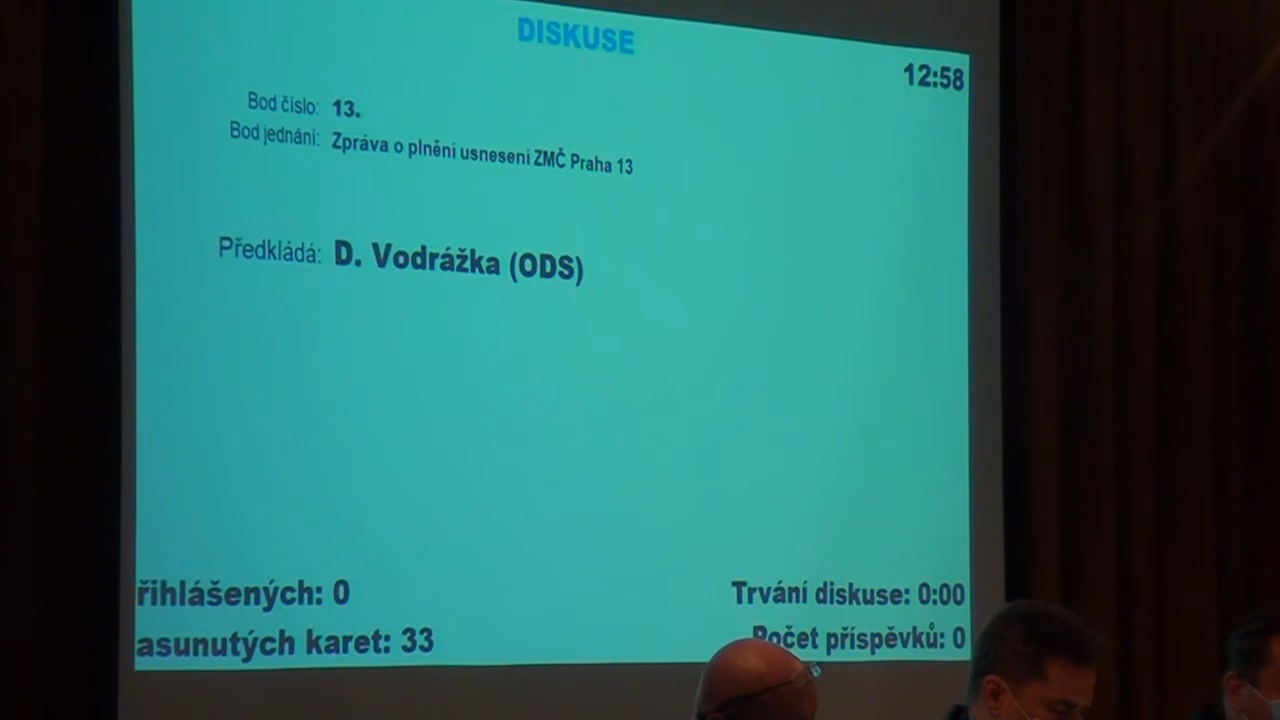 DISKUSE
12:58
Bod číslo: 13.
Bod jednání: Zpráva o plnění usnesení ZMČ Praha 13
Předkládá: D. Vodrážka (ODS)
řihlášených: 0
Trvání diskuse: 0:00
asunutých karet: 33
Počet příspěvků: 0